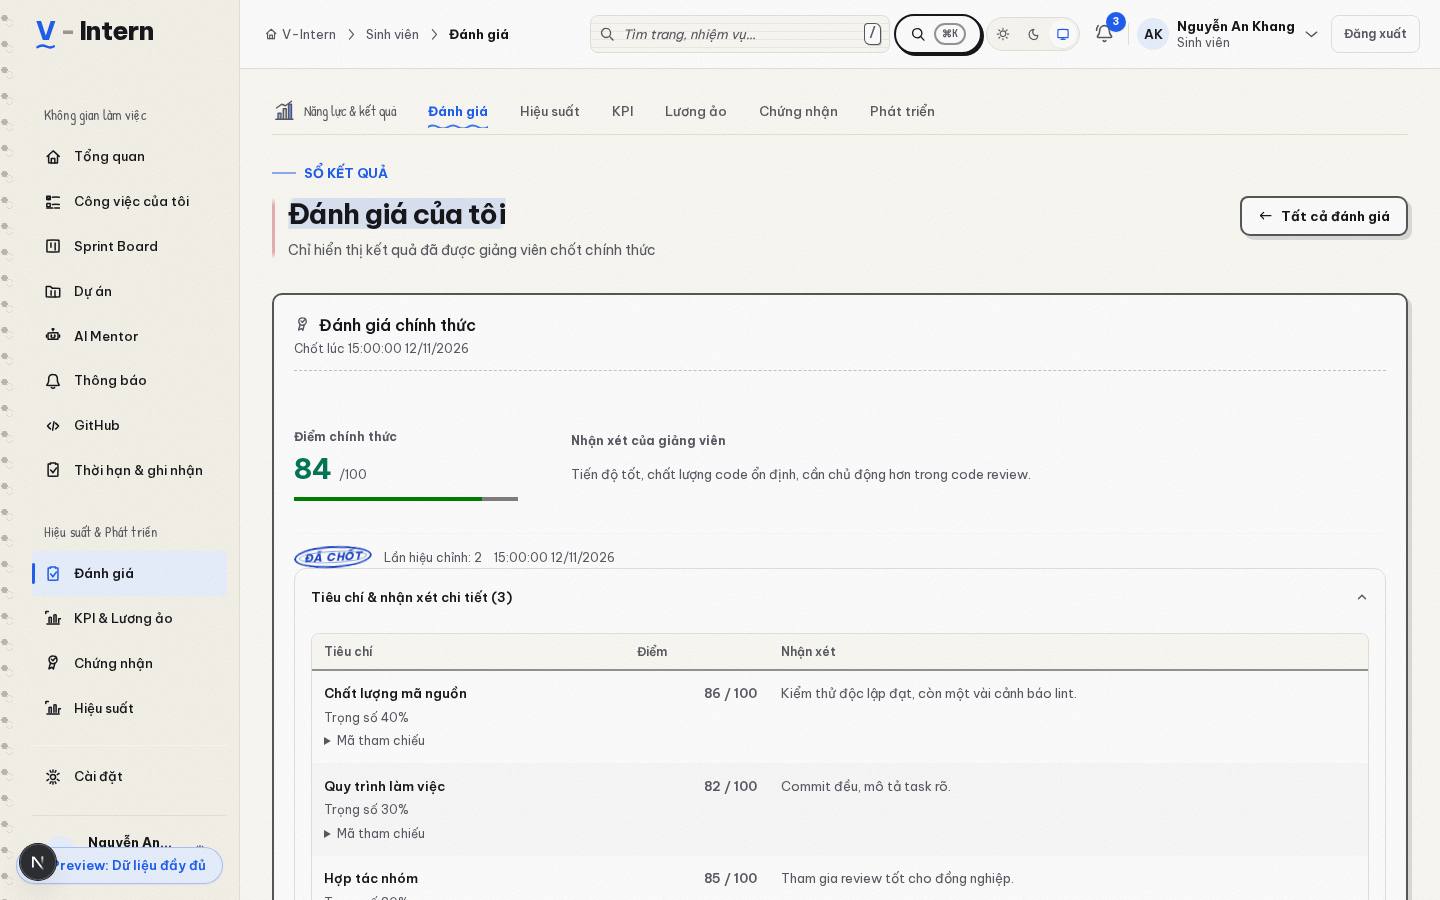 V - Intern
V-Intern > Sinh viên > Đánh giá
Tìm trang, nhiệm vụ... /
⌘K
3
AK
Nguyễn An Khang
Sinh viên
Đăng xuất
Không gian làm việc
Tổng quan
Công việc của tôi
Sprint Board
Dự án
AI Mentor
Thông báo
GitHub
Thời hạn & ghi nhận
Hiệu suất & Phát triển
Đánh giá
KPI & Lương ảo
Chứng nhận
Hiệu suất
Cài đặt
Nguyễn An...
N
Preview: Dữ liệu đầy đủ
Năng lực & kết quả Đánh giá Hiệu suất KPI Lương ảo Chứng nhận Phát triển
SỔ KẾT QUẢ
Đánh giá của tôi
Chỉ hiển thị kết quả đã được giảng viên chốt chính thức
← Tất cả đánh giá
Đánh giá chính thức
Chốt lúc 15:00:00 12/11/2026
Điểm chính thức
84 /100
Nhận xét của giảng viên
Tiến độ tốt, chất lượng code ổn định, cần chủ động hơn trong code review.
ĐÃ CHỐT Lần hiệu chỉnh: 2 15:00:00 12/11/2026
Tiêu chí & nhận xét chi tiết (3)
Tiêu chí Điểm Nhận xét
Chất lượng mã nguồn 86 / 100 Kiểm thử độc lập đạt, còn một vài cảnh báo lint.
Trọng số 40%
Mã tham chiếu
Quy trình làm việc 82 / 100 Commit đều, mô tả task rõ.
Trọng số 30%
Mã tham chiếu
Hợp tác nhóm 85 / 100 Tham gia review tốt cho đồng nghiệp.
Trọng số 30%